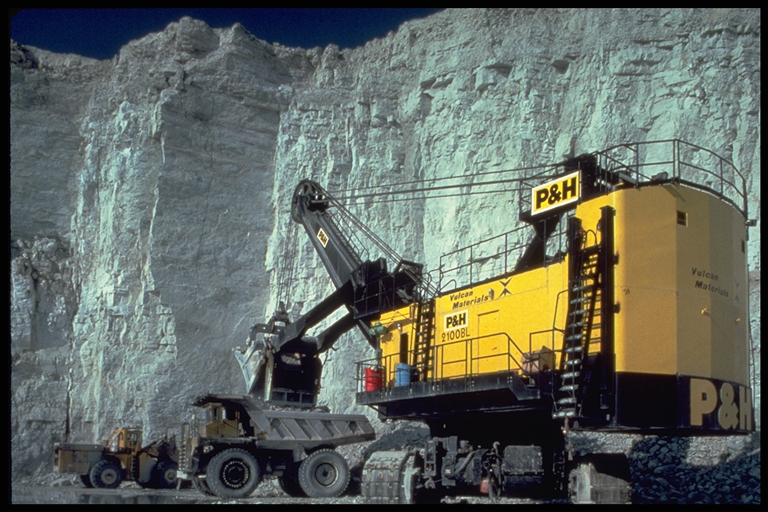 P&H
P&H
Vulcan
Materials
P&H
2100BL
Vulcan
Materials
P&H